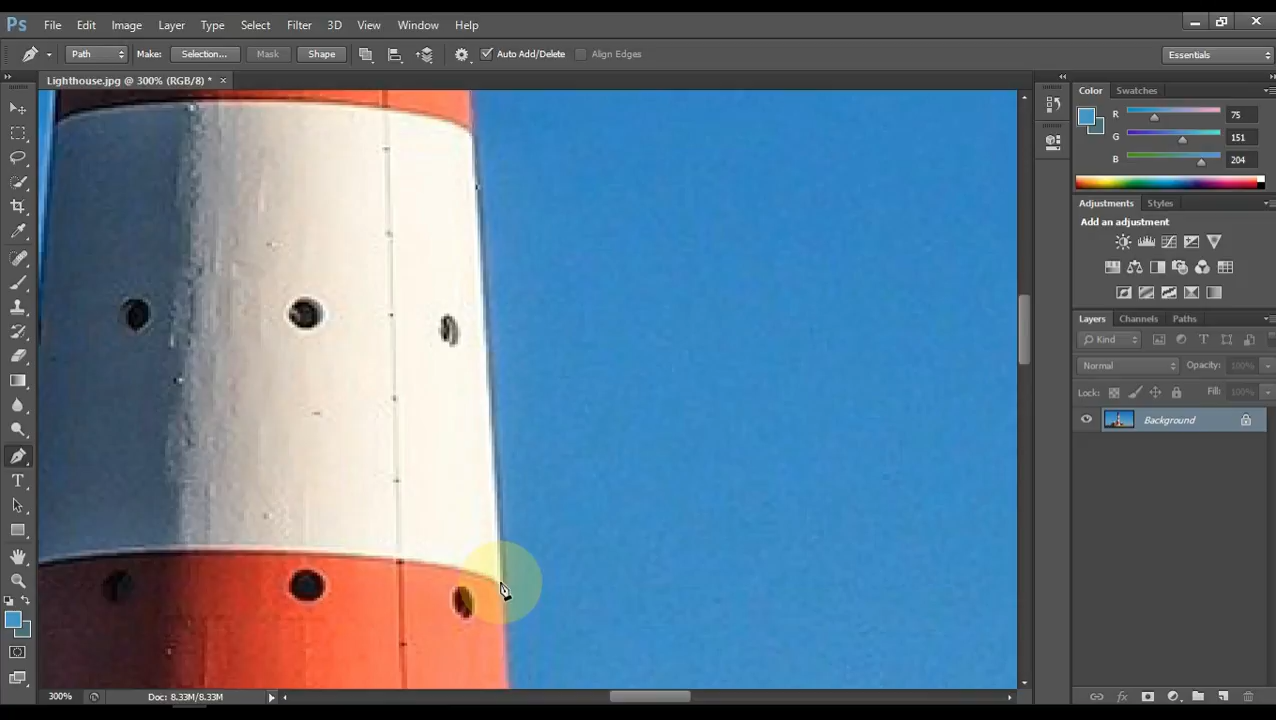 Ps File Edit Image Layer Type Select Filter 3D View Window Help
Path Make: Selection... Mask Shape Auto Add/Delete Align Edges Essentials
Lighthouse.jpg @ 300% (RGB/8) * ×
Color Swatches
R 75
G 151
B 204
Adjustments Styles
Add an adjustment
Layers Channels Paths
Kind T
Normal Opacity: 100%
Lock: Fill: 100%
Background
T
300% Doc: 8.33M/8.33M
fx